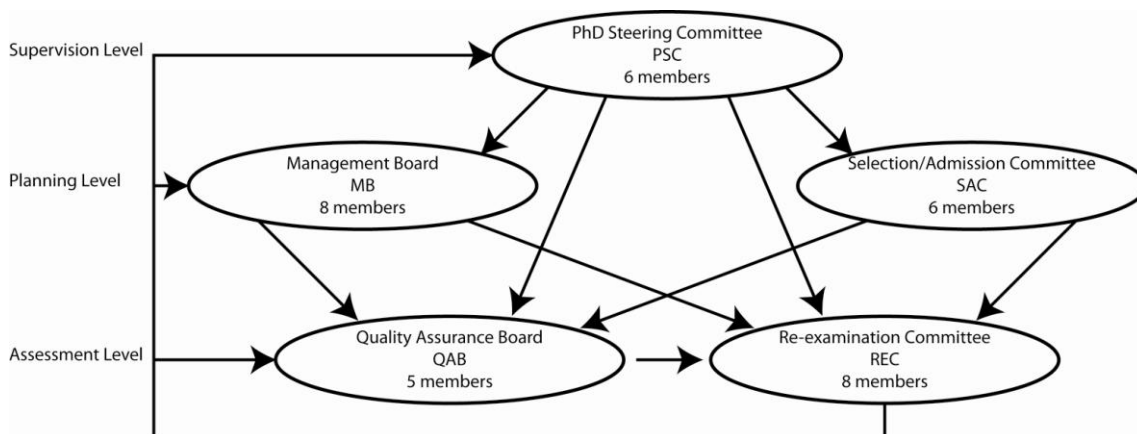 Supervision Level
PhD Steering Committee
PSC
6 members
Planning Level
Management Board
MB
8 members
Selection/Admission Committee
SAC
6 members
Assessment Level
Quality Assurance Board
QAB
5 members
Re-examination Committee
REC
8 members